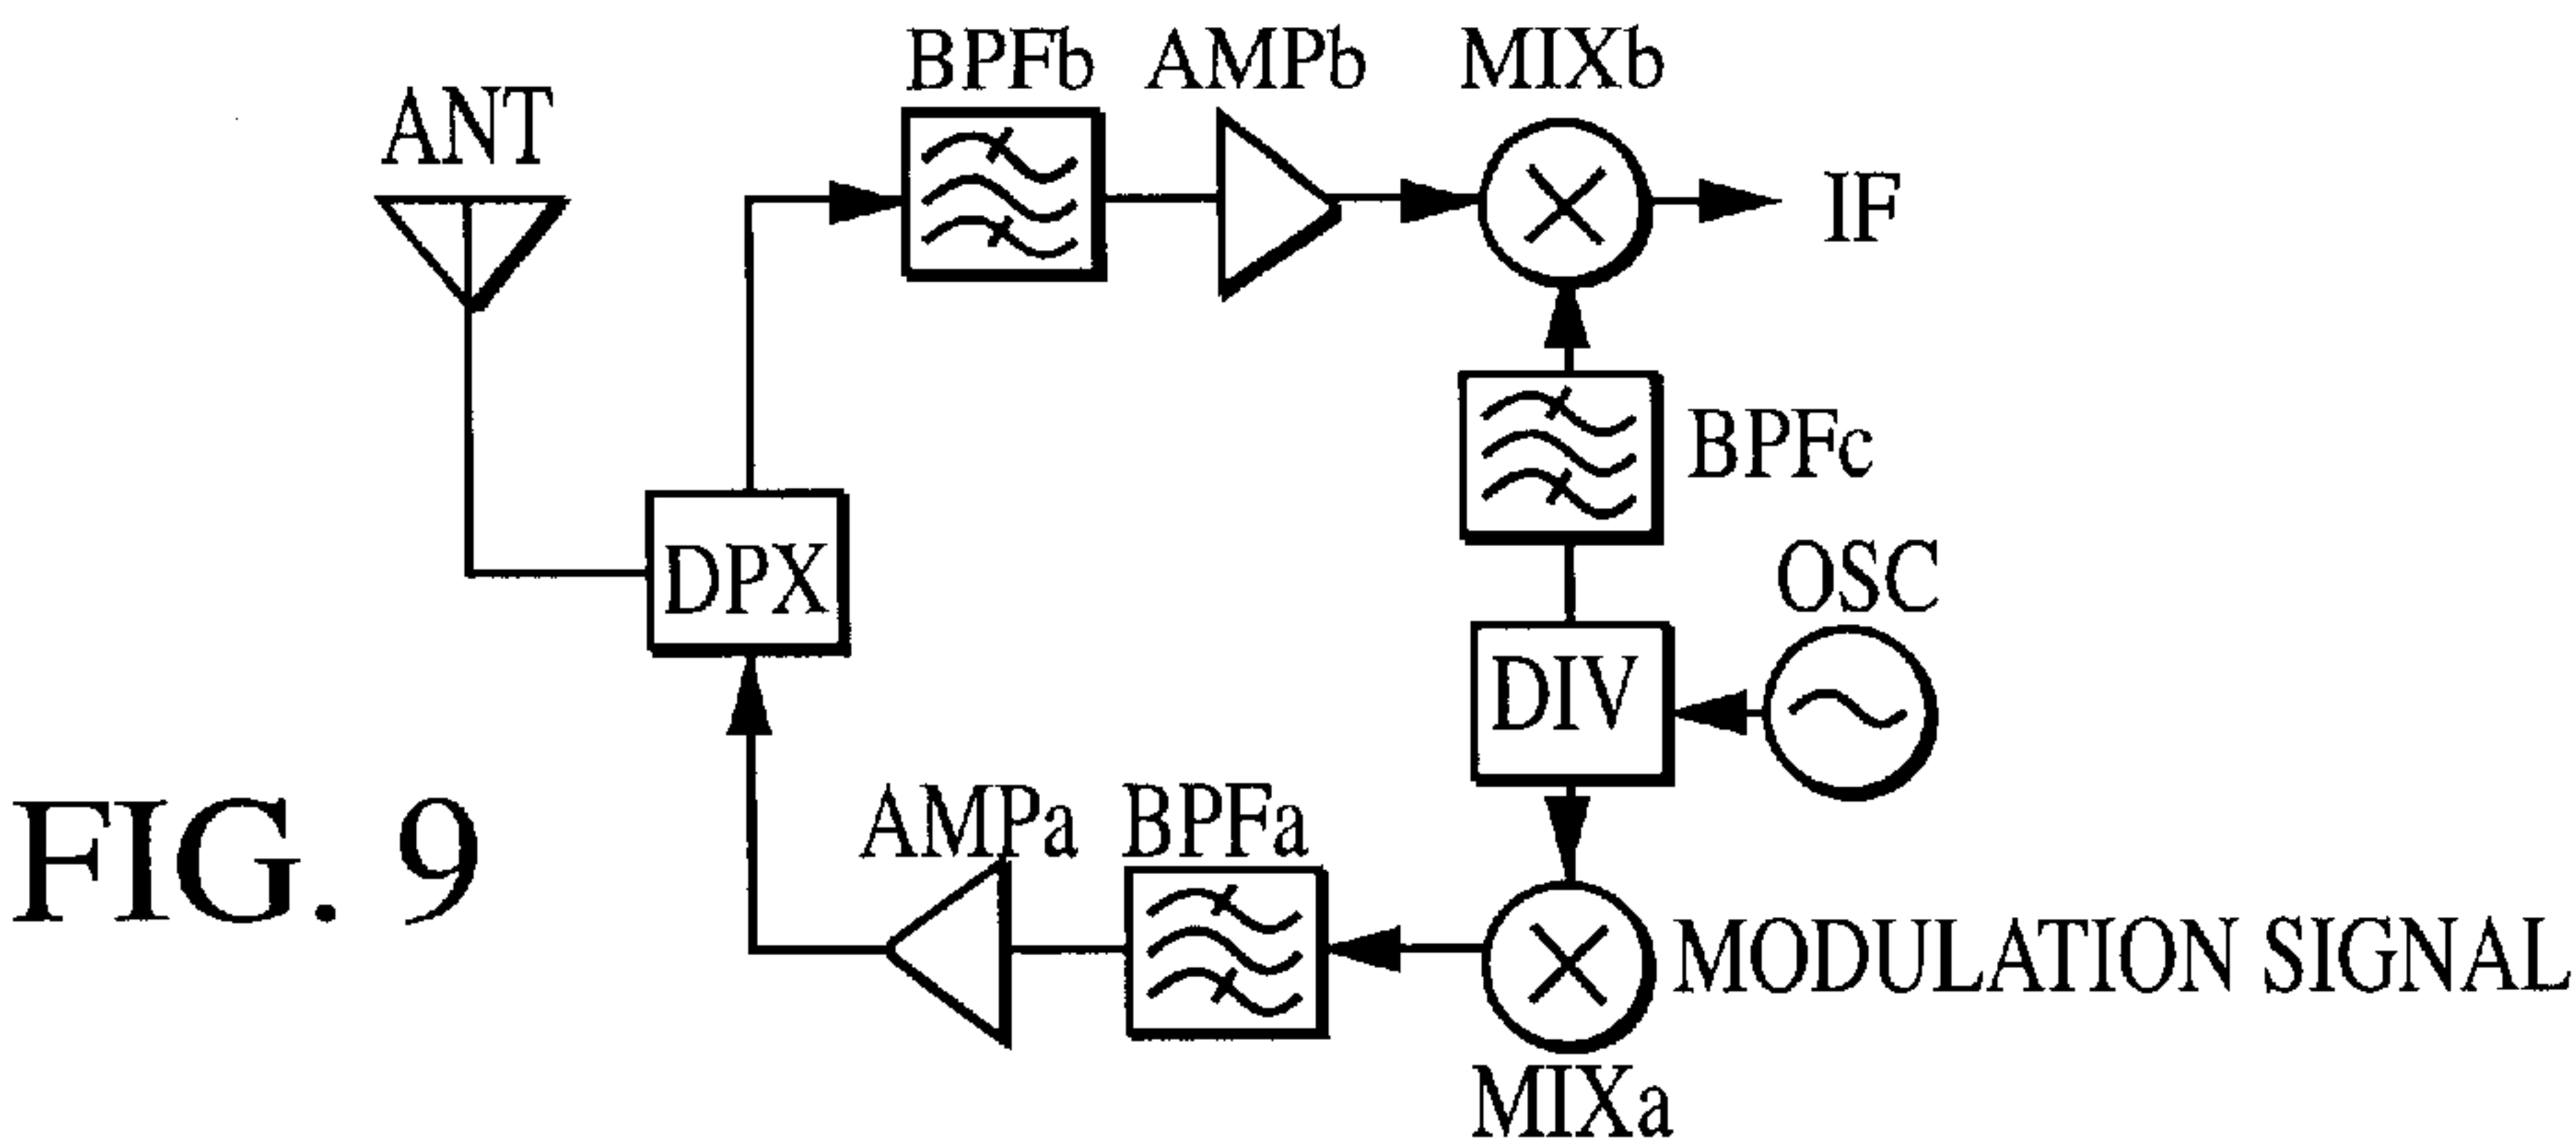 BPFb AMPb MIXb
ANT
IF
BPFc
OSC
DPX
DIV
AMPa BPFa
FIG. 9
MODULATION SIGNAL
MIXa